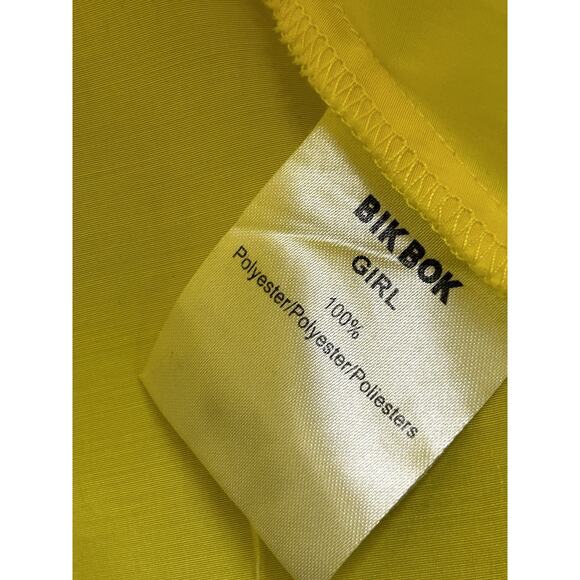 BIK BOK
GIRL
100%
Polyester/Polyester/Poliesters